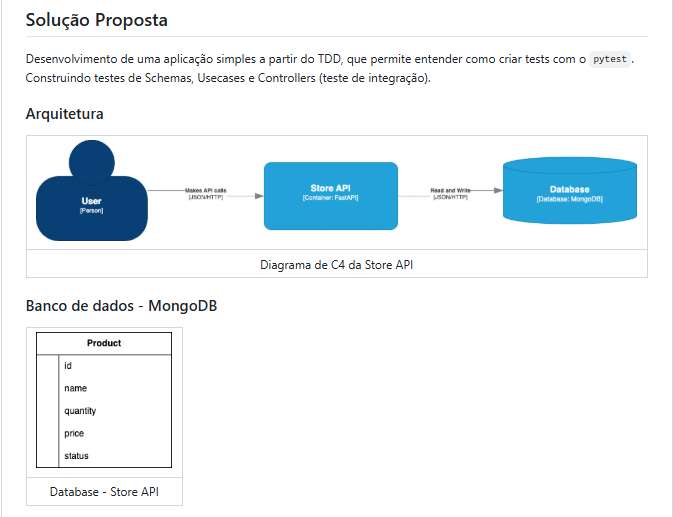 Solução Proposta
Desenvolvimento de uma aplicação simples a partir do TDD, que permite entender como criar tests com o pytest .
Construindo testes de Schemas, Usecases e Controllers (teste de integração).
Arquitetura
User
[Person]
Makes API calls
[JSON/HTTP]
Store API
[Container: FastAPI]
Read and Write
[JSON/HTTP]
Database
[Database: MongoDB]
Diagrama de C4 da Store API
Banco de dados - MongoDB
Product
id
name
quantity
price
status
Database - Store API